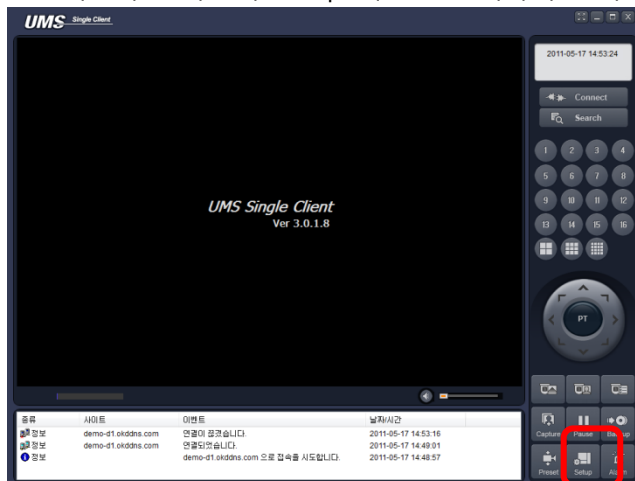 UMS Single Client
2011-05-17 14:53:24
Connect
Search
UMS Single Client
Ver 3.0.1.8
1 2 3 4
5 6 7 8
9 10 11 12
13 14 15 16
PT
Capture Pause Backup
Preset Setup Alarm
종류 사이트 이벤트 날짜/시간
정보 demo-d1.okddns.com 연결이 끊겼습니다. 2011-05-17 14:53:16
정보 demo-d1.okddns.com 연결되었습니다. 2011-05-17 14:49:01
정보 demo-d1.okddns.com 으로 접속을 시도합니다. 2011-05-17 14:48:57